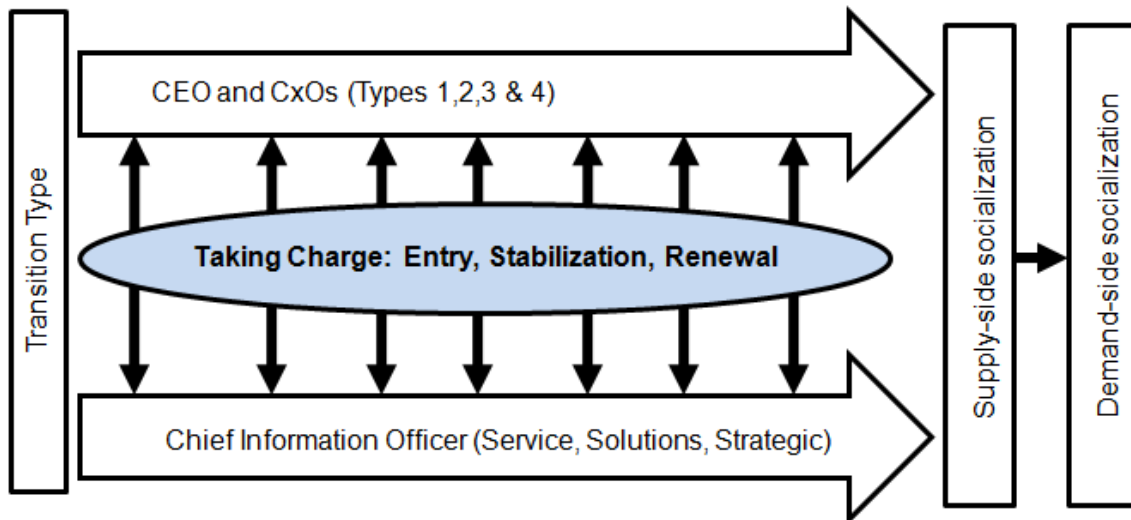 Transition Type
CEO and CxOs (Types 1,2,3 & 4)
Taking Charge: Entry, Stabilization, Renewal
Chief Information Officer (Service, Solutions, Strategic)
Supply-side socialization
Demand-side socialization